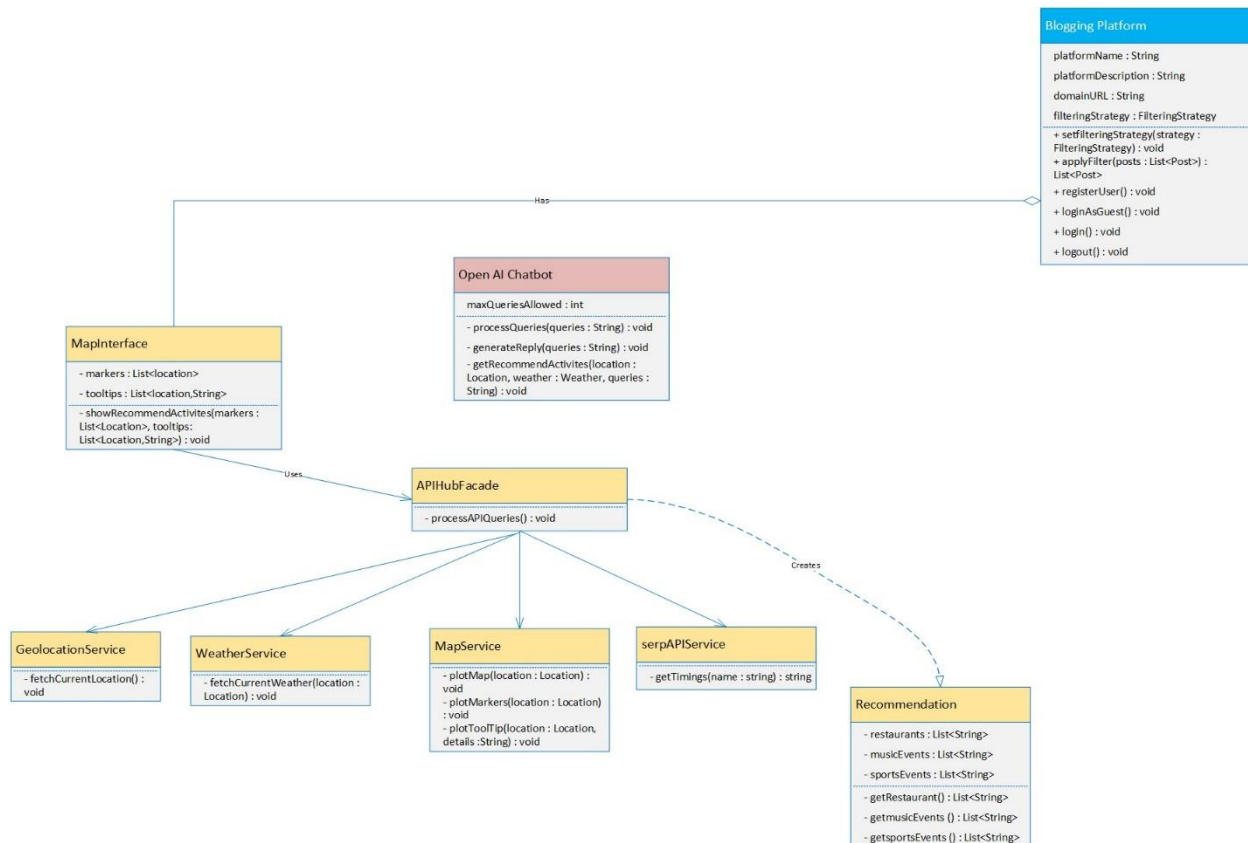 Blogging Platform
platformName : String
platformDescription : String
domainURL : String
filteringStrategy : FilteringStrategy
+ setfilteringStrategy(strategy :
FilteringStrategy) : void
+ applyFilter(posts : List<Post>) :
List<Post>
+ registerUser() : void
+ loginAsGuest() : void
+ login() : void
+ logout() : void
Has
Open AI Chatbot
maxQueriesAllowed : int
- processQueries(queries : String) : void
- generateReply(queries : String) : void
- getRecommendActivites(location :
Location, weather : Weather, queries :
String) : void
MapInterface
- markers : List<location>
- tooltips : List<location,String>
- showRecommendActivites(markers :
List<Location>, tooltips:
List<Location,String>) : void
Uses
APIHubFacade
- processAPIQueries() : void
Creates
GeolocationService
- fetchCurrentLocation() :
void
WeatherService
- fetchCurrentWeather(location :
Location) : void
MapService
- plotMap(location : Location) :
void
- plotMarkers(location : Location)
: void
- plotToolTip(location : Location,
details :String) : void
serpAPIService
- getTimings(name : string) : string
Recommendation
- restaurants : List<String>
- musicEvents : List<String>
- sportsEvents : List<String>
- getRestaurant() : List<String>
- getmusicEvents () : List<String>
- getsportsEvents () : List<String>